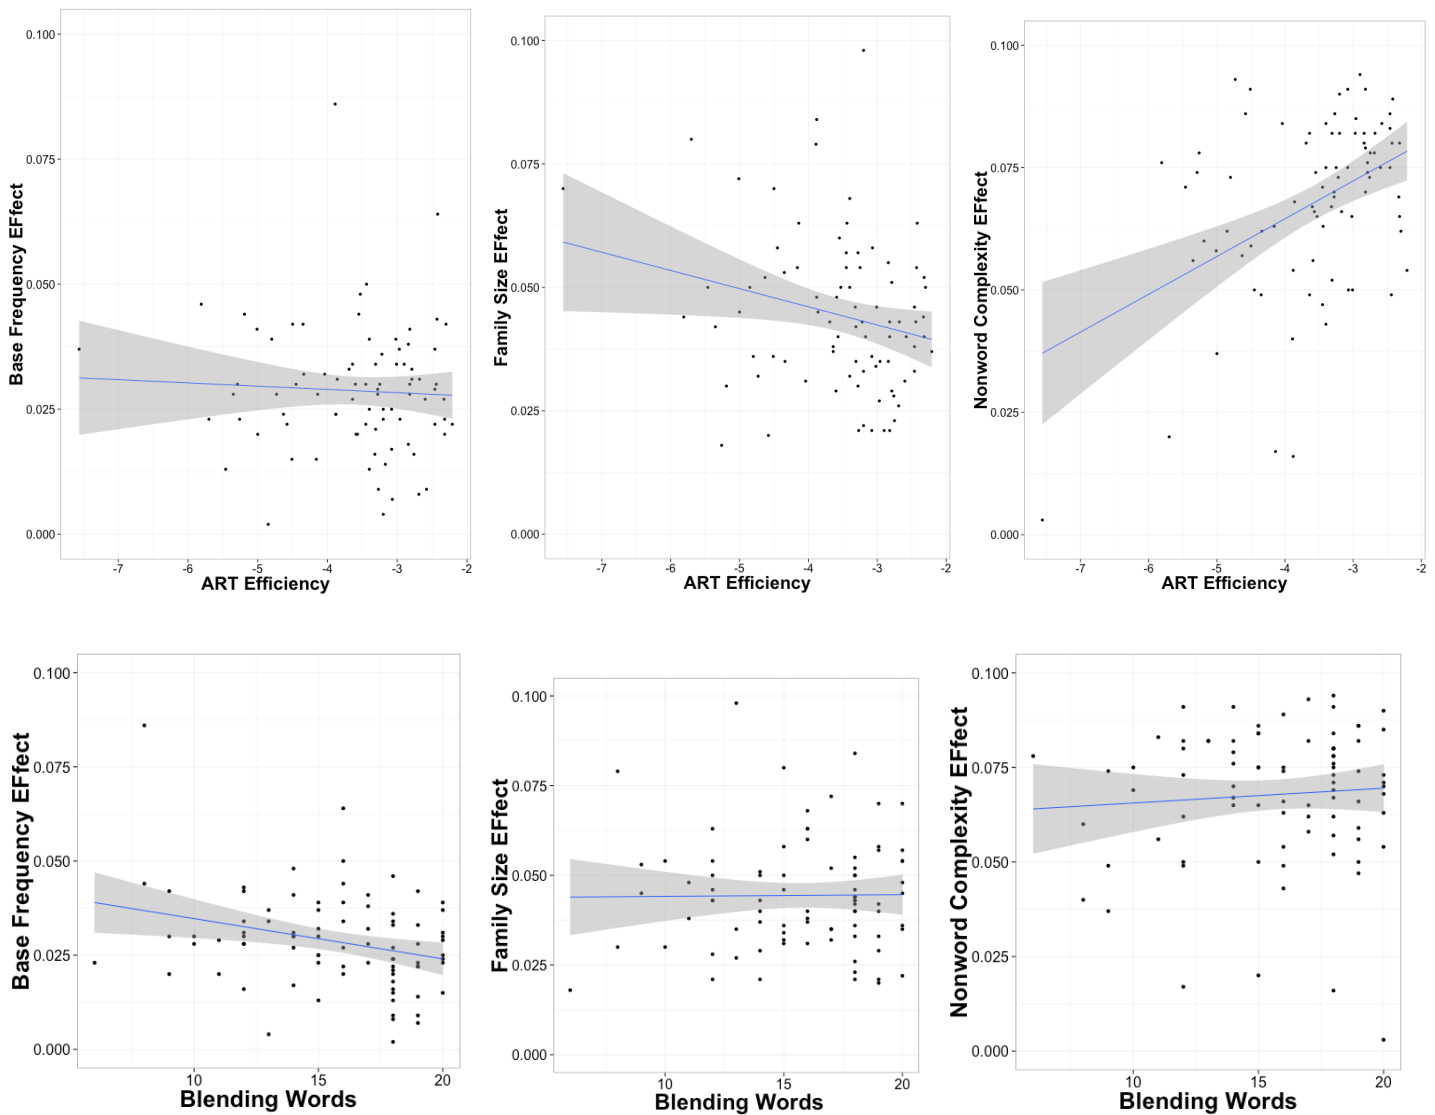 Base Frequency EFfect
0.100
0.075
0.050
0.025
0.000
-7 -6 -5 -4 -3 -2
ART Efficiency
Family Size EFfect
0.100
0.075
0.050
0.025
0.000
-7 -6 -5 -4 -3 -2
ART Efficiency
Nonword Complexity EFfect
0.100
0.075
0.050
0.025
0.000
-7 -6 -5 -4 -3 -2
ART Efficiency
Base Frequency EFfect
0.100
0.075
0.050
0.025
0.000
10 15 20
Blending Words
Family Size EFfect
0.100
0.075
0.050
0.025
0.000
10 15 20
Blending Words
Nonword Complexity EFfect
0.100
0.075
0.050
0.025
0.000
10 15 20
Blending Words